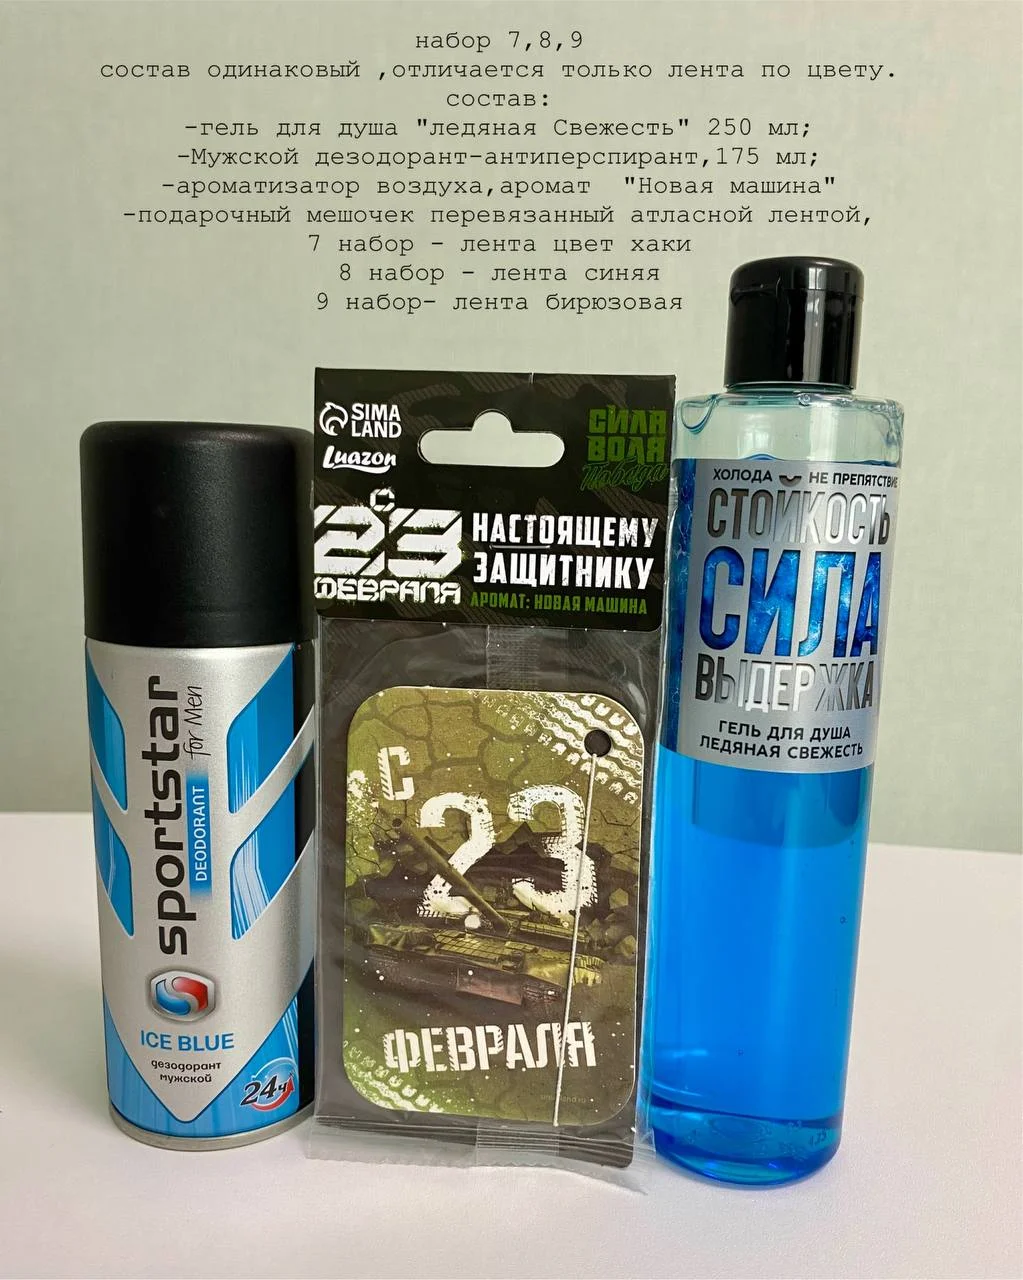 набор 7,8,9
состав одинаковый ,отличается только лента по цвету.
состав:
-гель для душа "ледяная Свежесть" 250 мл;
-Мужской дезодорант-антиперспирант,175 мл;
-ароматизатор воздуха,аромат "Новая машина"
-подарочный мешочек перевязанный атласной лентой,
7 набор - лента цвет хаки
8 набор - лента синяя
9 набор- лента бирюзовая
SIMA
LAND
Luazon
СИЛА
ВОЛЯ
Победа
С
23
ФЕВРАЛЯ
НАСТОЯЩЕМУ
ЗАЩИТНИКУ
АРОМАТ: НОВАЯ МАШИНА
С
23
ФЕВРАЛЯ
sportstar
for Men
DEODORANT
ICE BLUE
дезодорант
мужской
24ч
ХОЛОДА НЕ ПРЕПЯТСТВИЕ
СТОЙКОСТЬ
СИЛА
ВЫДЕРЖКА
ГЕЛЬ ДЛЯ ДУША
ЛЕДЯНАЯ СВЕЖЕСТЬ